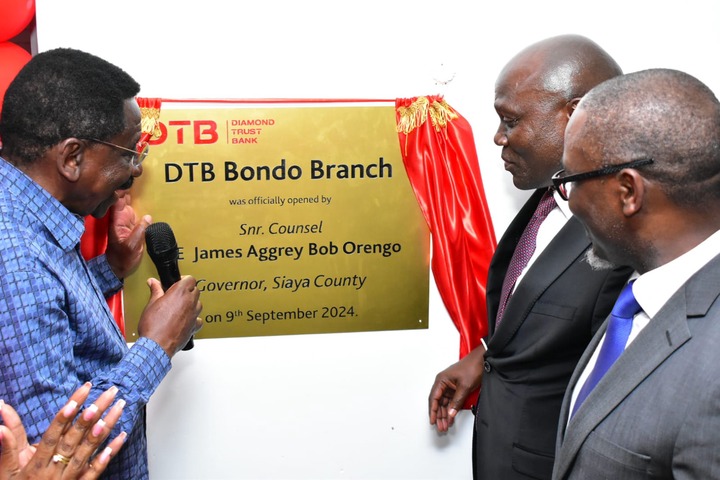 DTB
DIAMOND
TRUST
BANK
DTB Bondo Branch
was officially opened by
Snr. Counsel
E James Aggrey Bob Orengo
Governor, Siaya County
on 9th September 2024.